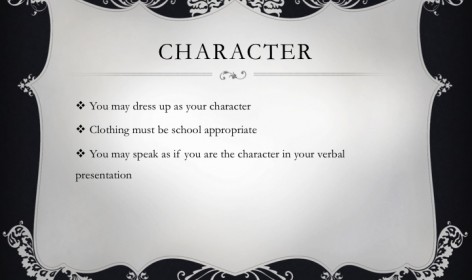 CHARACTER
❖ You may dress up as your character
❖ Clothing must be school appropriate
❖ You may speak as if you are the character in your verbal
presentation